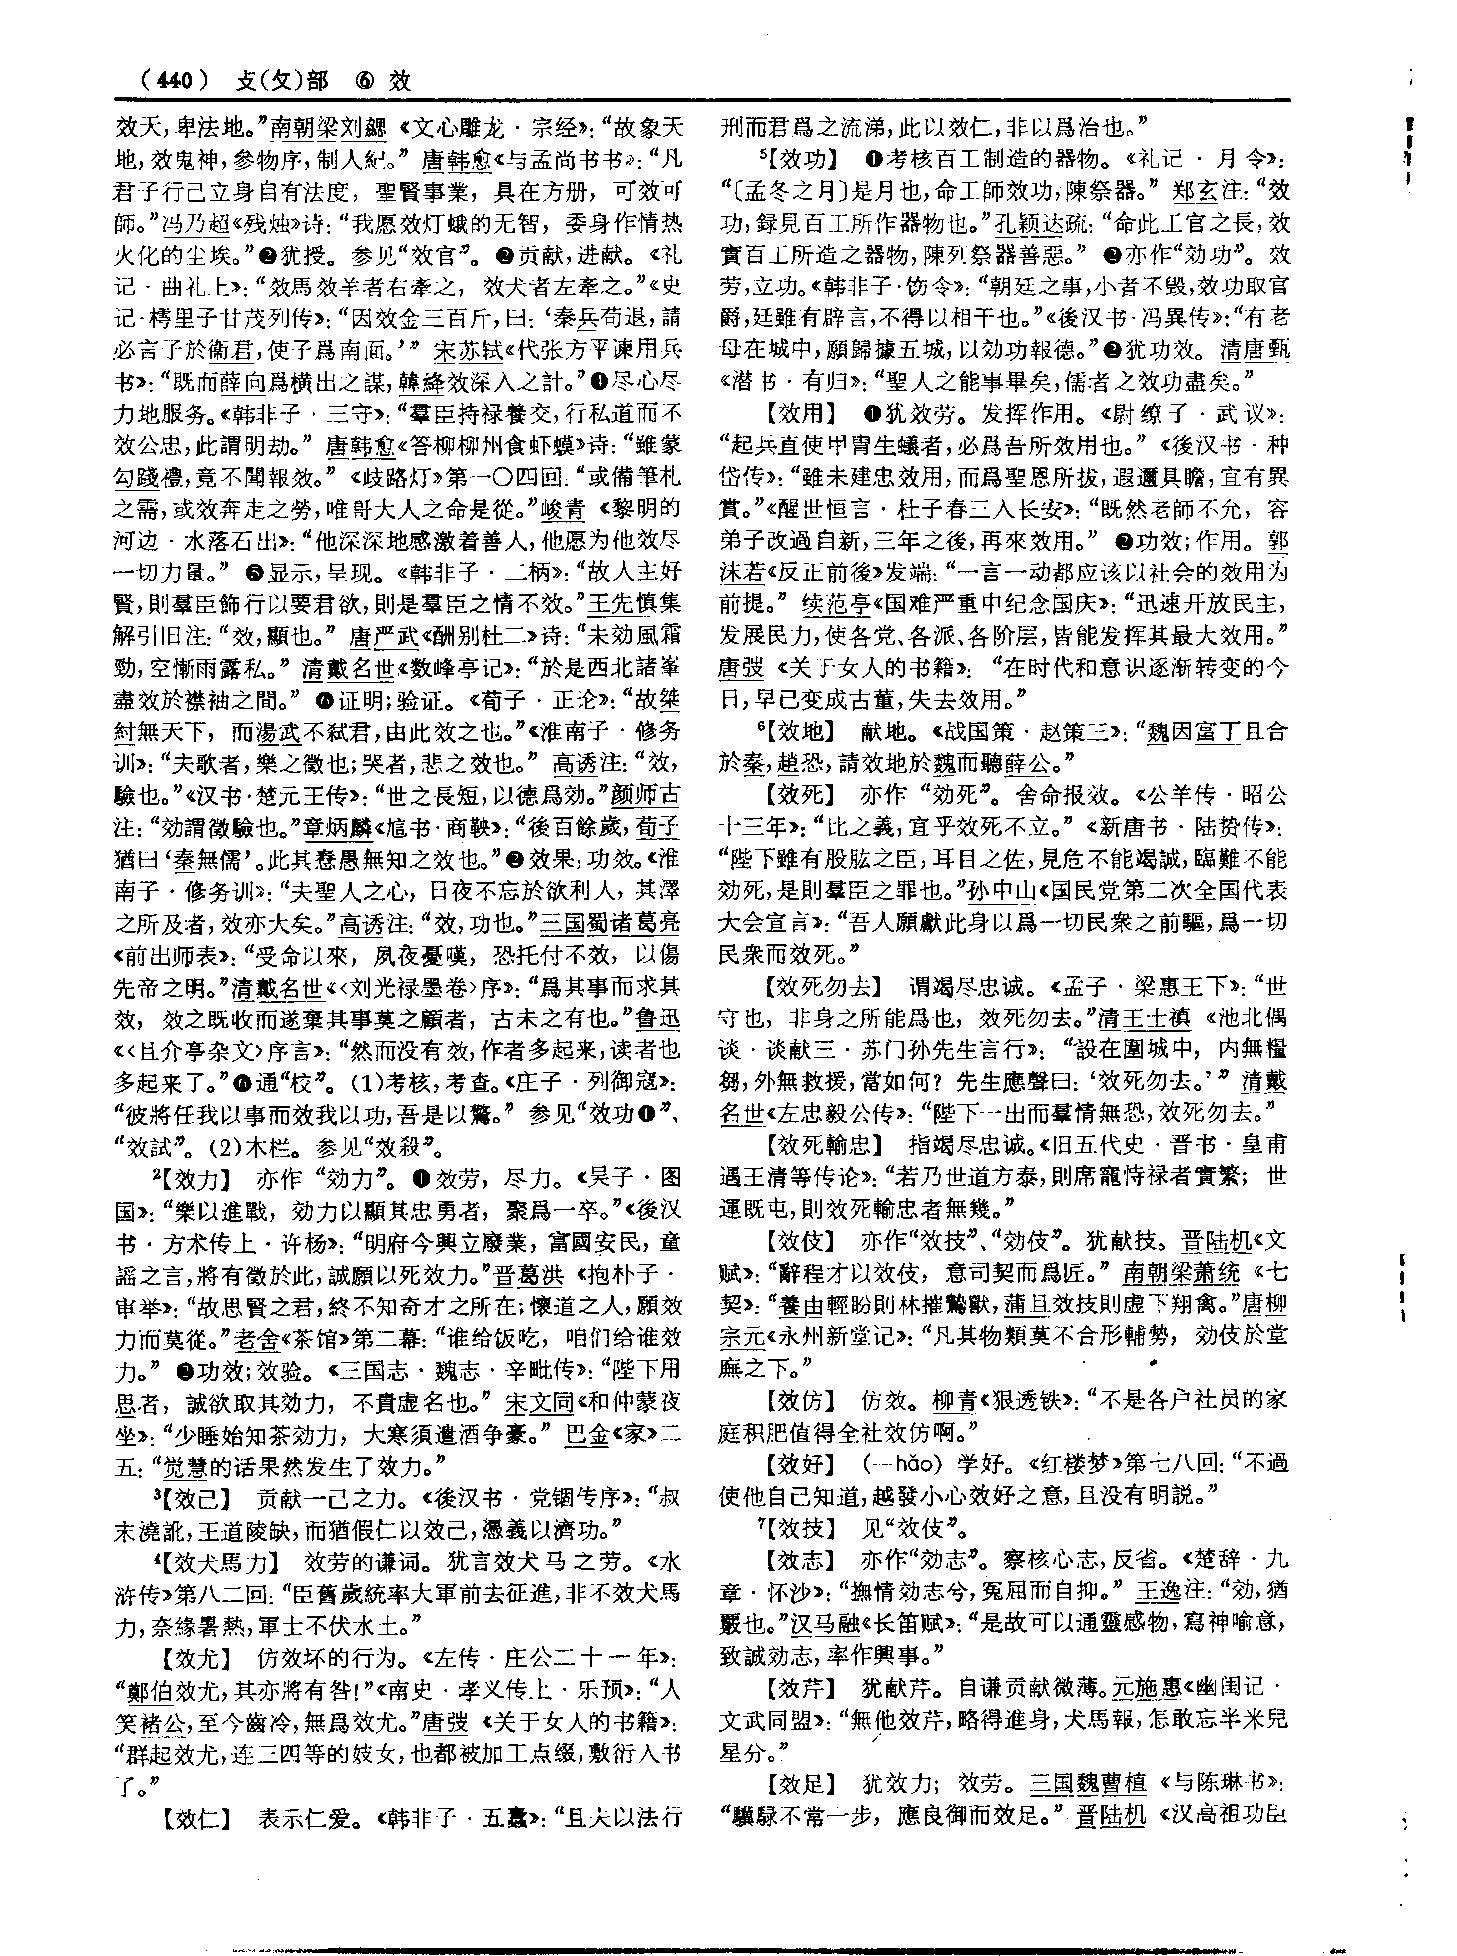 （440） 攴（攵）部 ⑥ 效
效天，卑法地。”南朝梁刘勰《文心雕龙·宗经》：“故象天
地，效鬼神，參物序，制人紀。” 唐韩愈《与孟尚书书》：“凡
君子行己立身自有法度，聖賢事業，具在方册，可效可
師。”冯乃超《残烛》诗：“我愿效灯蛾的无智，委身作情热
火化的尘埃。”❷犹授。参见“效官”。❸贡献，进献。《礼
记·曲礼上》：“效馬效羊者右牽之，效犬者左牽之。”《史
记·樗里子甘茂列传》：“因效金三百斤，曰：‘秦兵苟退，請
必言子於衞君，使子爲南面。’” 宋苏轼《代张方平谏用兵
书》：“既而薛向爲横出之謀，韓絳效深入之計。”❹尽心尽
力地服务。《韩非子·三守》：“羣臣持禄養交，行私道而不
效公忠，此謂明劫。” 唐韩愈《答柳柳州食虾蟆》诗：“雖蒙
勾踐禮，竟不聞報效。”《歧路灯》第一〇四回：“或備筆札
之需，或效奔走之勞，唯哥大人之命是從。”峻青《黎明的
河边·水落石出》：“他深深地感激着善人，他愿为他效尽
一切力量。” ❺显示，呈现。《韩非子·二柄》：“故人主好
賢，則羣臣飾行以要君欲，則是羣臣之情不效。”王先慎集
解引旧注：“效，顯也。” 唐严武《酬别杜二》诗：“未効風霜
勁，空慚雨露私。” 清戴名世《数峰亭记》：“於是西北諸峯
盡效於襟袖之間。” ❻证明；验证。《荀子·正论》：“故桀
紂無天下，而湯武不弑君，由此效之也。”《淮南子·修务
训》：“夫歌者，樂之徵也；哭者，悲之效也。” 高诱注：“效，
驗也。”《汉书·楚元王传》：“世之長短，以德爲効。”颜师古
注：“効謂徵驗也。”章炳麟《訄书·商鞅》：“後百餘歲，荀子
猶曰‘秦無儒’。此其惷愚無知之效也。”❼效果；功效。《淮
南子·修务训》：“夫聖人之心，日夜不忘於欲利人，其澤
之所及者，效亦大矣。”高诱注：“效，功也。”三国蜀诸葛亮
《前出师表》：“受命以來，夙夜憂嘆，恐托付不效，以傷
先帝之明。”清戴名世《〈刘光禄墨卷〉序》：“爲其事而求其
效，效之既收而遂棄其事莫之顧者，古未之有也。”鲁迅
《〈且介亭杂文〉序言》：“然而没有效，作者多起来，读者也
多起来了。”❽通“校”。(1)考核，考查。《庄子·列御寇》：
“彼將任我以事而效我以功，吾是以驚。” 参见“效功❶”、
“效試”。(2)木栏。参见“效殺”。
²【效力】 亦作“効力”。❶效劳，尽力。《吴子·图
国》：“樂以進戰，効力以顯其忠勇者，聚爲一卒。”《後汉
书·方术传上·许杨》：“明府今興立廢業，富國安民，童
謡之言，將有徵於此，誠願以死效力。”晋葛洪《抱朴子·
审举》：“故思賢之君，終不知奇才之所在；懷道之人，願效
力而莫從。”老舍《茶馆》第二幕：“谁给饭吃，咱们给谁效
力。” ❷功效；效验。《三国志·魏志·辛毗传》：“陛下用
思者，誠欲取其効力，不貴虚名也。” 宋文同《和仲蒙夜
坐》：“少睡始知茶効力，大寒須遣酒争豪。” 巴金《家》二
五：“觉慧的话果然发生了效力。”
³【效己】 贡献一己之力。《後汉书·党锢传序》：“叔
末澆訛，王道陵缺，而猶假仁以效己，憑義以濟功。”
⁴【效犬馬力】 效劳的谦词。犹言效犬马之劳。《水
浒传》第八二回：“臣舊歲統率大軍前去征進，非不效犬馬
力，奈緣暑熱，軍士不伏水土。”
【效尤】 仿效坏的行为。《左传·庄公二十一年》：
“鄭伯效尤，其亦將有咎！”《南史·孝义传上·乐颐》：“人
笑褚公，至今齒冷，無爲效尤。”唐弢《关于女人的书籍》：
“群起效尤，连三四等的妓女，也都被加工点缀，敷衍入书
了。”
【效仁】 表示仁爱。《韩非子·五蠹》：“且夫以法行
刑而君爲之流涕，此以效仁，非以爲治也。”
⁵【效功】 ❶考核百工制造的器物。《礼记·月令》：
“〔孟冬之月〕是月也，命工師效功，陳祭器。” 郑玄注：“效
功，録見百工所作器物也。”孔颖达疏：“命此工官之長，效
實百工所造之器物，陳列祭器善惡。” ❷亦作“効功”。效
劳，立功。《韩非子·饬令》：“朝廷之事，小者不毁，效功取官
爵，廷雖有辟言，不得以相干也。”《後汉书·冯異传》：“有老
母在城中，願歸據五城，以効功報德。”❸犹功效。清唐甄
《潜书·有归》：“聖人之能事畢矣，儒者之效功盡矣。”
【效用】 ❶犹效劳。发挥作用。《尉缭子·武议》：
“起兵直使甲胄生蟣者，必爲吾所效用也。”《後汉书·种
岱传》：“雖未建忠效用，而爲聖恩所拔，遐邇具瞻，宜有異
賞。”《醒世恒言·杜子春三入长安》：“既然老師不允，容
弟子改過自新，三年之後，再來效用。” ❷功效；作用。郭
沫若《反正前後》发端：“一言一动都应该以社会的效用为
前提。” 续范亭《国难严重中纪念国庆》：“迅速开放民主，
发展民力，使各党、各派、各阶层，皆能发挥其最大效用。”
唐弢《关于女人的书籍》：“在时代和意识逐渐转变的今
日，早已变成古董，失去效用。”
⁶【效地】 献地。《战国策·赵策三》：“魏因富丁且合
於秦，趙恐，請效地於魏而聽薛公。”
【效死】 亦作“効死”。舍命报效。《公羊传·昭公
十三年》：“比之義，宜乎效死不立。”《新唐书·陆贽传》：
“陛下雖有股肱之臣，耳目之佐，見危不能竭誠，臨難不能
効死，是則羣臣之罪也。”孙中山《国民党第二次全国代表
大会宣言》：“吾人願獻此身以爲一切民衆之前驅，爲一切
民衆而效死。”
【效死勿去】 谓竭尽忠诚。《孟子·梁惠王下》：“世
守也，非身之所能爲也，效死勿去。”清王士禛《池北偶
谈·谈献三·苏门孙先生言行》：“設在圍城中，内無糧
芻，外無救援，當如何？先生應聲曰：‘效死勿去。’” 清戴
名世《左忠毅公传》：“陛下一出而羣情無恐，效死勿去。”
【效死輸忠】 指竭尽忠诚。《旧五代史·晋书·皇甫
遇王清等传论》：“若乃世道方泰，則席寵恃禄者實繁；世
運既屯，則效死輸忠者無幾。”
【效伎】 亦作“效技”、“効伎”。犹献技。晋陆机《文
赋》：“辭程才以效伎，意司契而爲匠。” 南朝梁萧统《七
契》：“養由輕盼則林摧鷙獸，蒲且效技則虚下翔禽。”唐柳
宗元《永州新堂记》：“凡其物類莫不合形輔勢，効伎於堂
廡之下。”
【效仿】 仿效。柳青《狠透铁》：“不是各户社员的家
庭积肥值得全社效仿啊。”
【效好】 （—hǎo）学好。《红楼梦》第七八回：“不過
使他自己知道，越發小心效好之意，且没有明説。”
⁷【效技】 见“效伎”。
【效志】 亦作“効志”。察核心志，反省。《楚辞·九
章·怀沙》：“撫情効志兮，冤屈而自抑。” 王逸注：“効，猶
覈也。”汉马融《长笛赋》：“是故可以通靈感物，寫神喻意，
致誠効志，率作興事。”
【效芹】 犹献芹。自谦贡献微薄。元施惠《幽闺记·
文武同盟》：“無他效芹，略得進身，犬馬報，怎敢忘半米兒
星分。”
【效足】 犹效力；效劳。三国魏曹植《与陈琳书》：
“驥騄不常一步，應良御而效足。” 晋陆机《汉高祖功臣